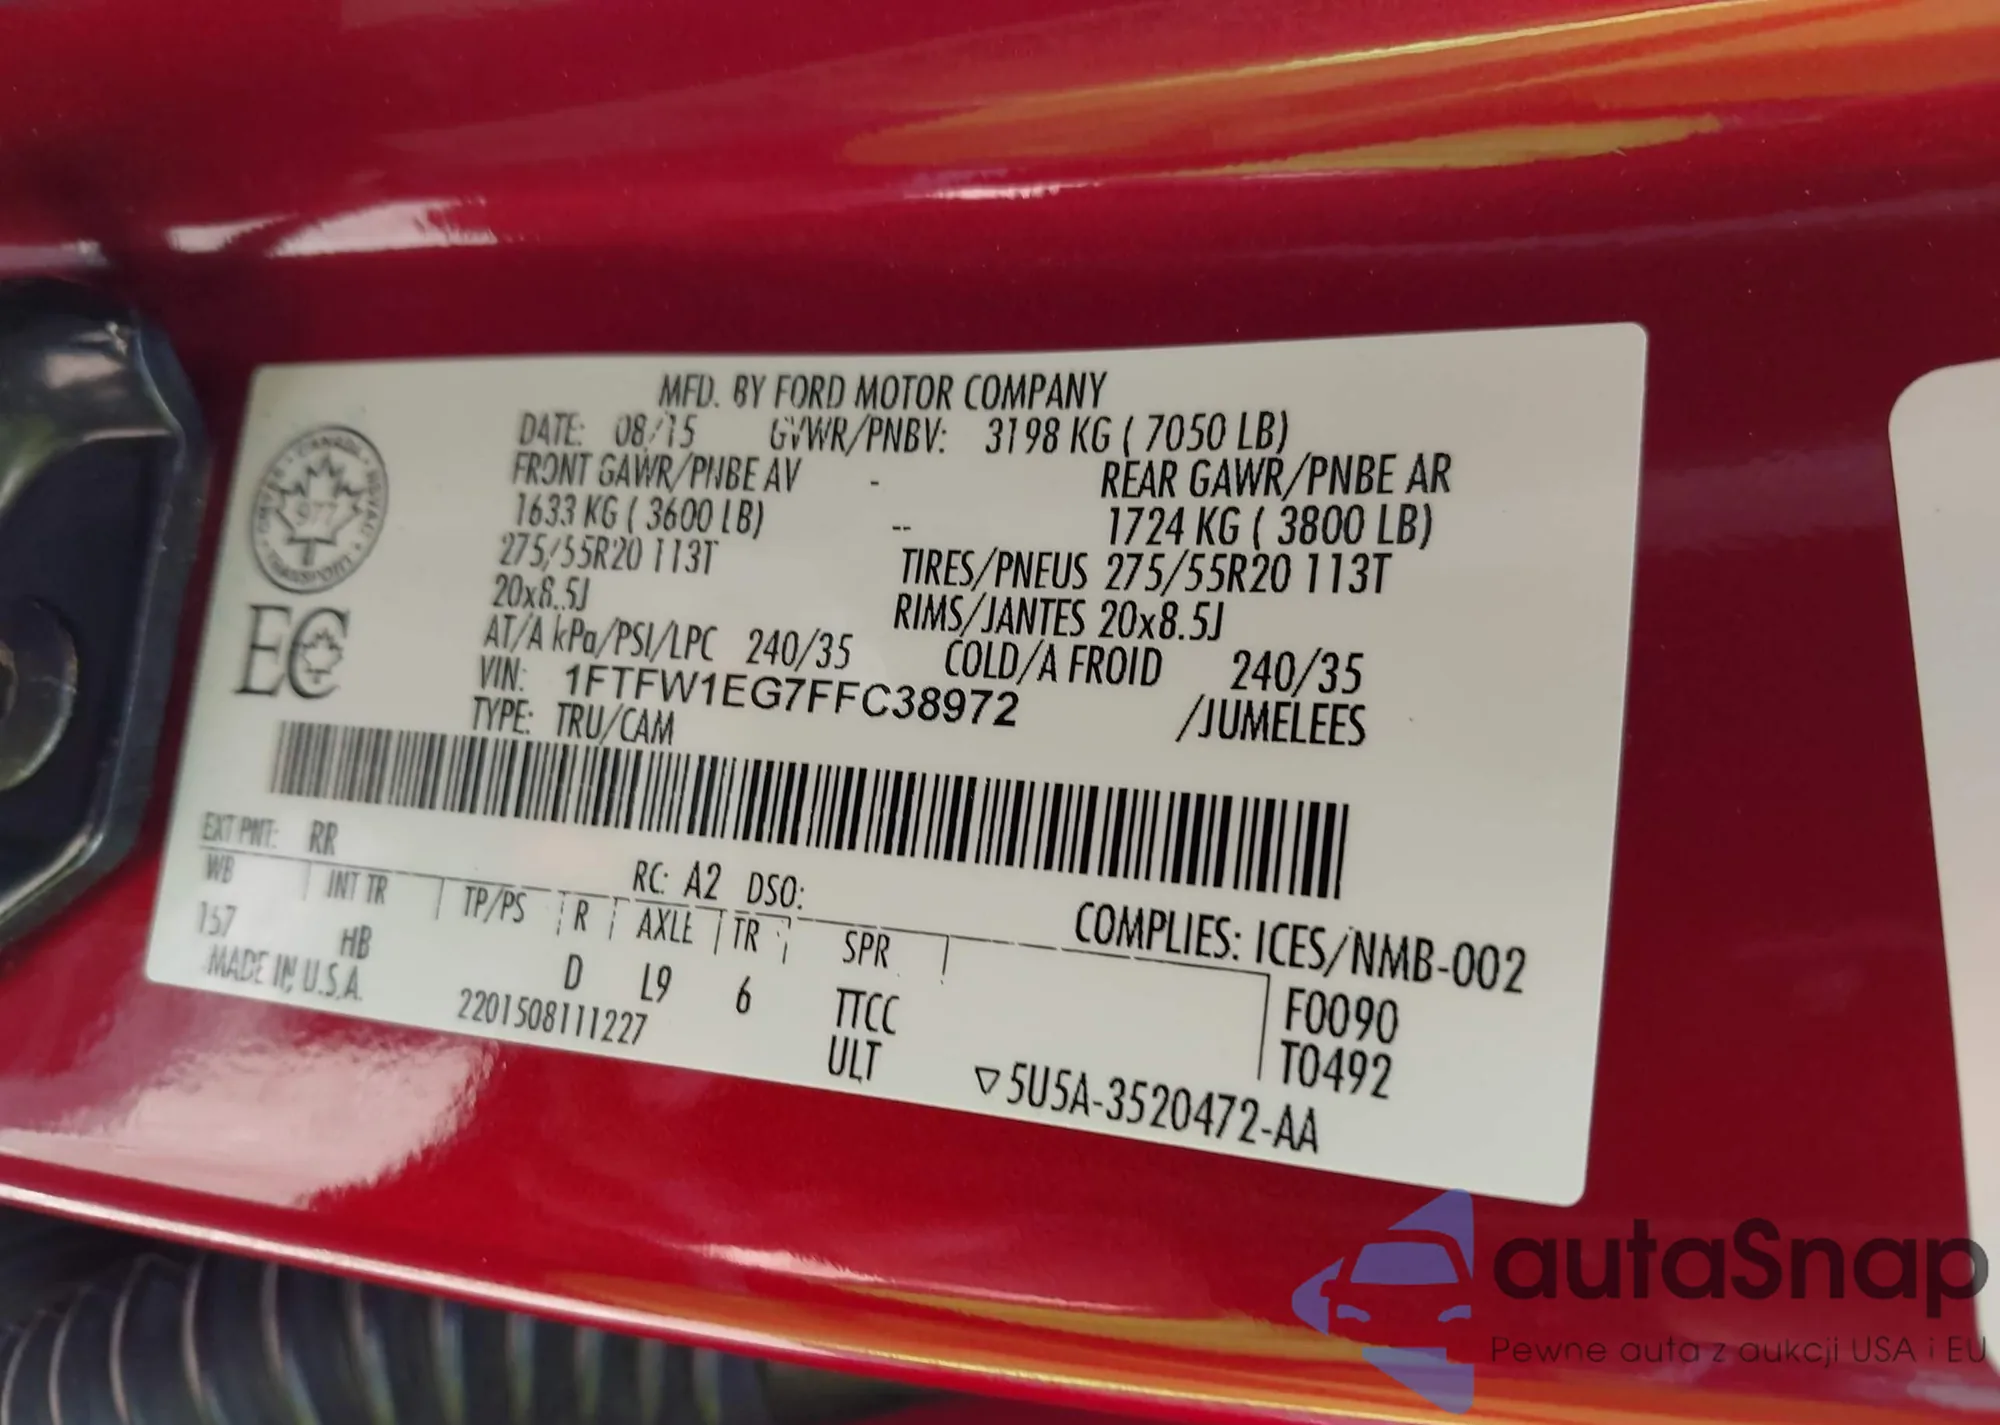 MFD. BY FORD MOTOR COMPANY
DATE: 08/15 GVWR/PNBV: 3198 KG ( 7050 LB)
FRONT GAWR/PNBE AV - REAR GAWR/PNBE AR
1633 KG ( 3600 LB) -- 1724 KG ( 3800 LB)
275/55R20 113T TIRES/PNEUS 275/55R20 113T
20x8.5J RIMS/JANTES 20x8.5J
AT/A kPa/PSI/LPC 240/35 COLD/A FROID 240/35
VIN: 1FTFW1EG7FFC38972
TYPE: TRU/CAM /JUMELEES
CANADA
TRANSPORT
EC
EXT PNT: RR RC: A2 DSO:
WB INT TR TP/PS R AXLE TR SPR
COMPLIES: ICES/NMB-002
157 HB D L9 6 TTCC F0090
MADE IN U.S.A. 2201508111227 ULT T0492
▽5U5A-3520472-AA
autaSnap
Pewne auta z aukcji USA i EU